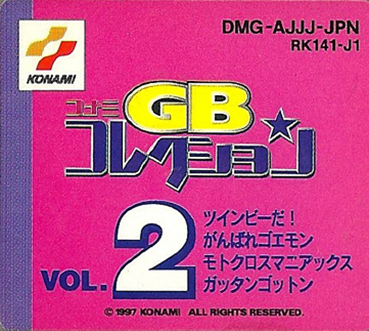 DMG-AJJJ-JPN
RK141-J1
KONAMI
コナミ GB
コレクション
VOL. 2
ツインビーだ！
がんばれゴエモン
モトクロスマニアックス
ガッタンゴットン
©1997 KONAMI ALL RIGHTS RESERVED.